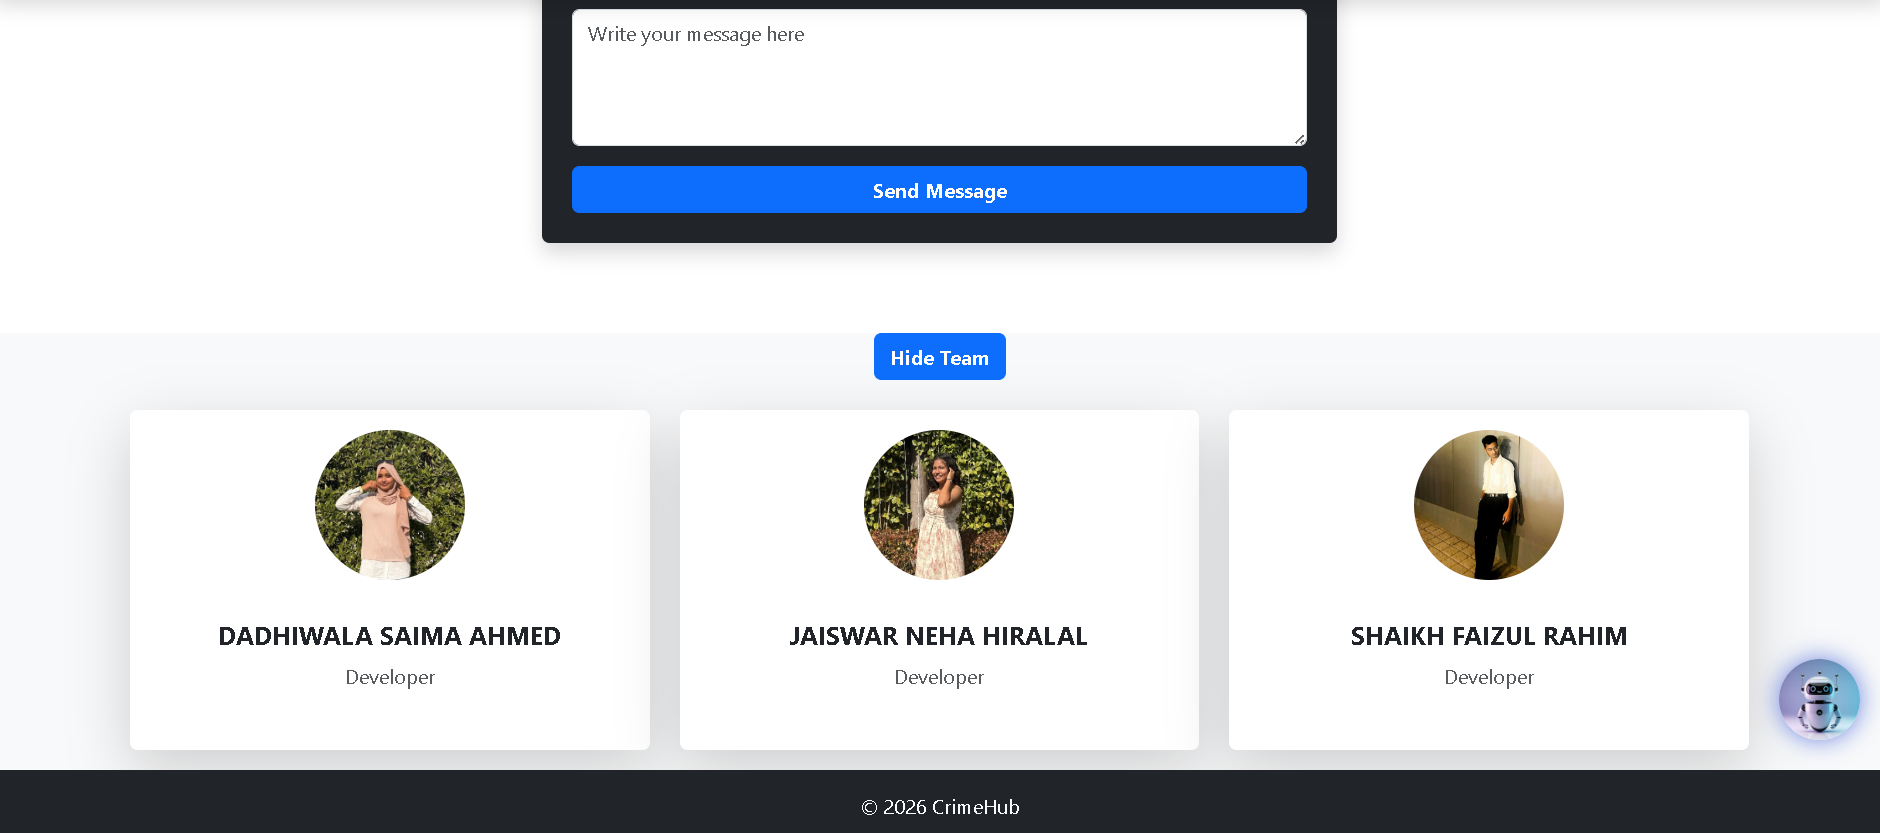 Write your message here
Send Message
Hide Team
DADHIWALA SAIMA AHMED
Developer
JAISWAR NEHA HIRALAL
Developer
SHAIKH FAIZUL RAHIM
Developer
© 2026 CrimeHub